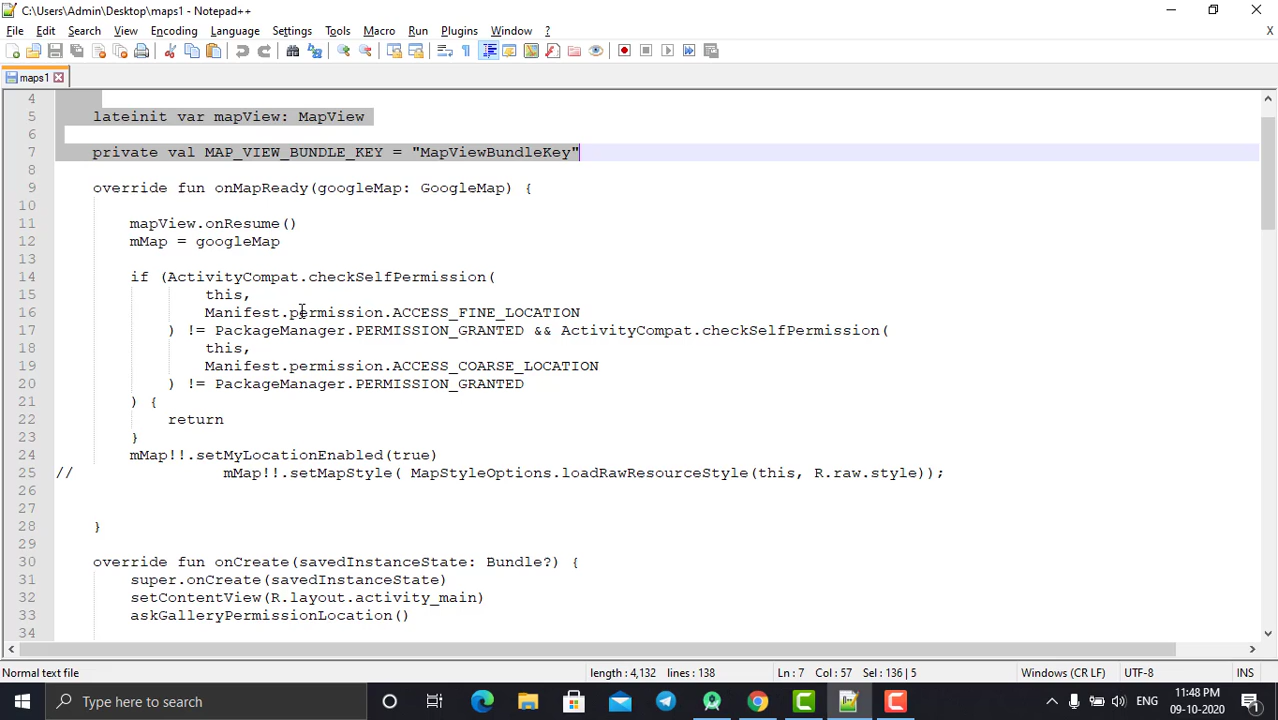 C:\Users\Admin\Desktop\maps1 - Notepad++
File Edit Search View Encoding Language Settings Tools Macro Run Plugins Window ?
X
maps1
4
5 lateinit var mapView: MapView
6
7 private val MAP_VIEW_BUNDLE_KEY = "MapViewBundleKey"
8
9 override fun onMapReady(googleMap: GoogleMap) {
10
11 mapView.onResume()
12 mMap = googleMap
13
14 if (ActivityCompat.checkSelfPermission(
15 this,
16 Manifest.permission.ACCESS_FINE_LOCATION
17 ) != PackageManager.PERMISSION_GRANTED && ActivityCompat.checkSelfPermission(
18 this,
19 Manifest.permission.ACCESS_COARSE_LOCATION
20 ) != PackageManager.PERMISSION_GRANTED
21 ) {
22 return
23 }
24 mMap!!.setMyLocationEnabled(true)
25 // mMap!!.setMapStyle( MapStyleOptions.loadRawResourceStyle(this, R.raw.style));
26
27
28 }
29
30 override fun onCreate(savedInstanceState: Bundle?) {
31 super.onCreate(savedInstanceState)
32 setContentView(R.layout.activity_main)
33 askGalleryPermissionLocation()
34
Normal text file length : 4,132 lines : 138 Ln : 7 Col : 57 Sel : 136 | 5 Windows (CR LF) UTF-8 INS
Type here to search ENG 11:48 PM
09-10-2020 1